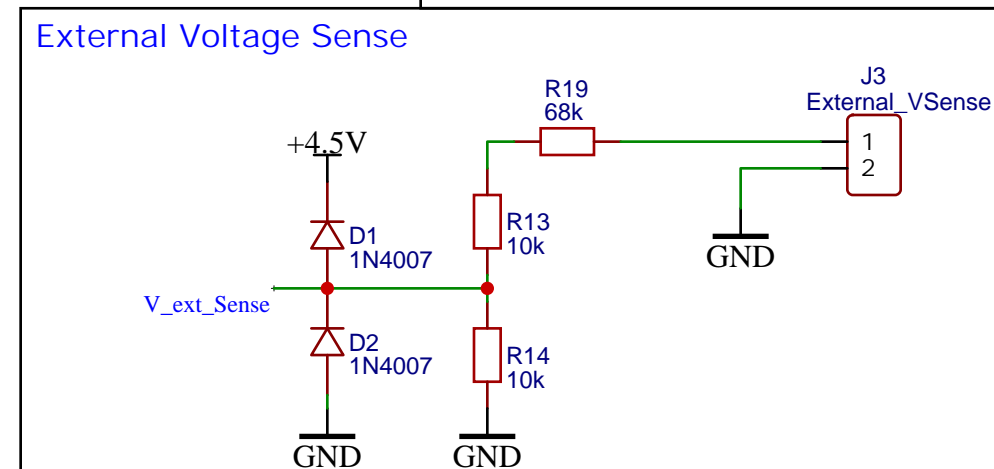 External Voltage Sense
J3
External_VSense
R19
68k
1
2
+4.5V
R13
10k
D1
1N4007
GND
V_ext_Sense
D2
1N4007
R14
10k
GND
GND